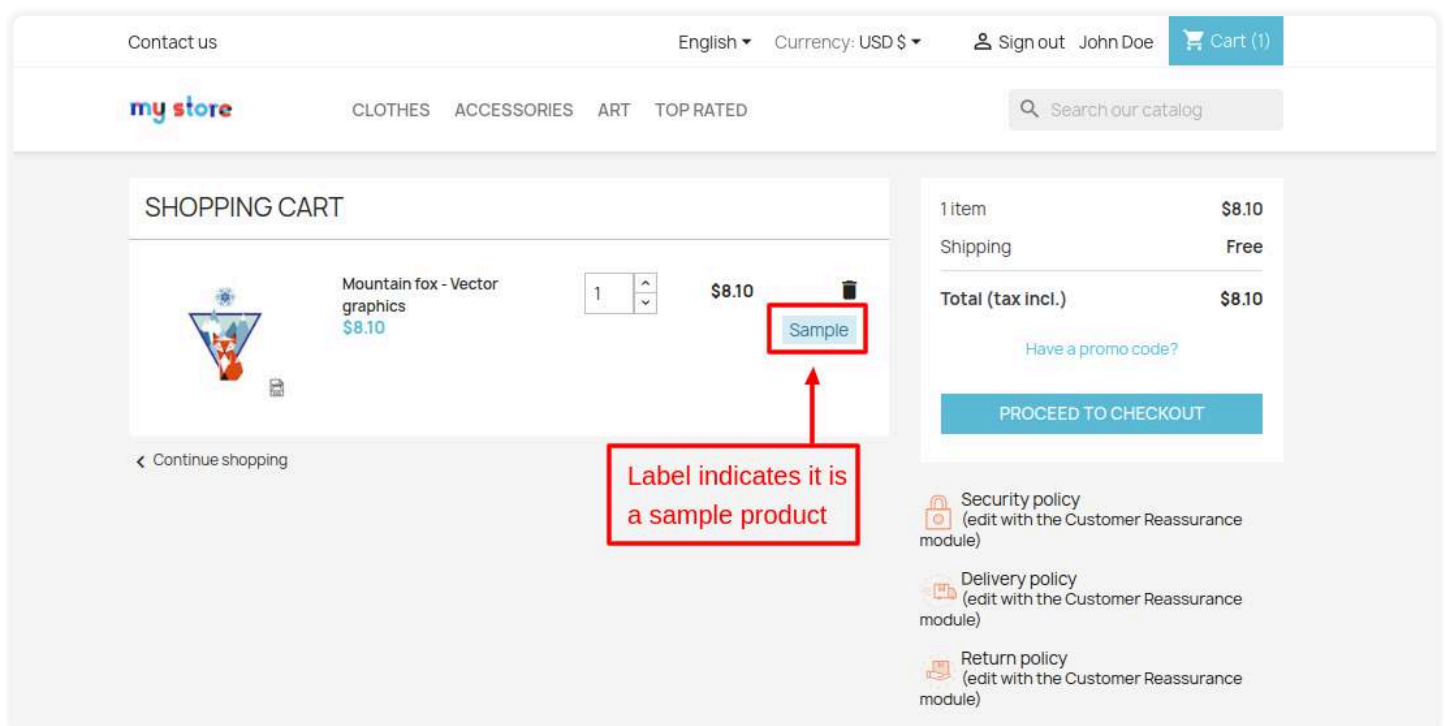 Contact us
English
Currency: USD $
Sign out
John Doe
Cart (1)
my store
CLOTHES
ACCESSORIES
ART
TOP RATED
Search our catalog
SHOPPING CART
Mountain fox - Vector
graphics
$8.10
1
$8.10
Sample
Label indicates it is
a sample product
Continue shopping
1 item $8.10
Shipping Free
Total (tax incl.) $8.10
Have a promo code?
PROCEED TO CHECKOUT
Security policy
(edit with the Customer Reassurance
module)
Delivery policy
(edit with the Customer Reassurance
module)
Return policy
(edit with the Customer Reassurance
module)